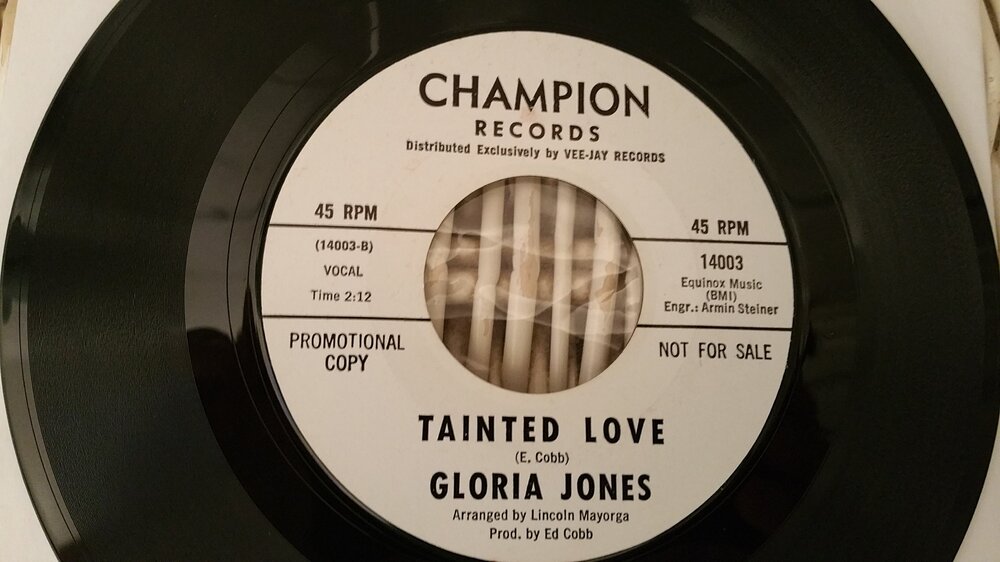 CHAMPION
RECORDS
Distributed Exclusively by VEE-JAY RECORDS
45 RPM
(14003-B)
VOCAL
Time 2:12
PROMOTIONAL
COPY
45 RPM
14003
Equinox Music
(BMI)
Engr.: Armin Steiner
NOT FOR SALE
TAINTED LOVE
(E. Cobb)
GLORIA JONES
Arranged by Lincoln Mayorga
Prod. by Ed Cobb